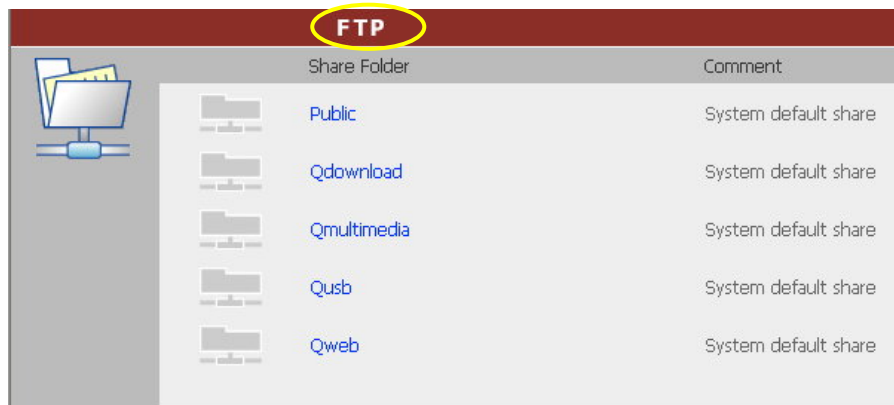 FTP
Share Folder Comment
Public System default share
Qdownload System default share
Qmultimedia System default share
Qusb System default share
Qweb System default share